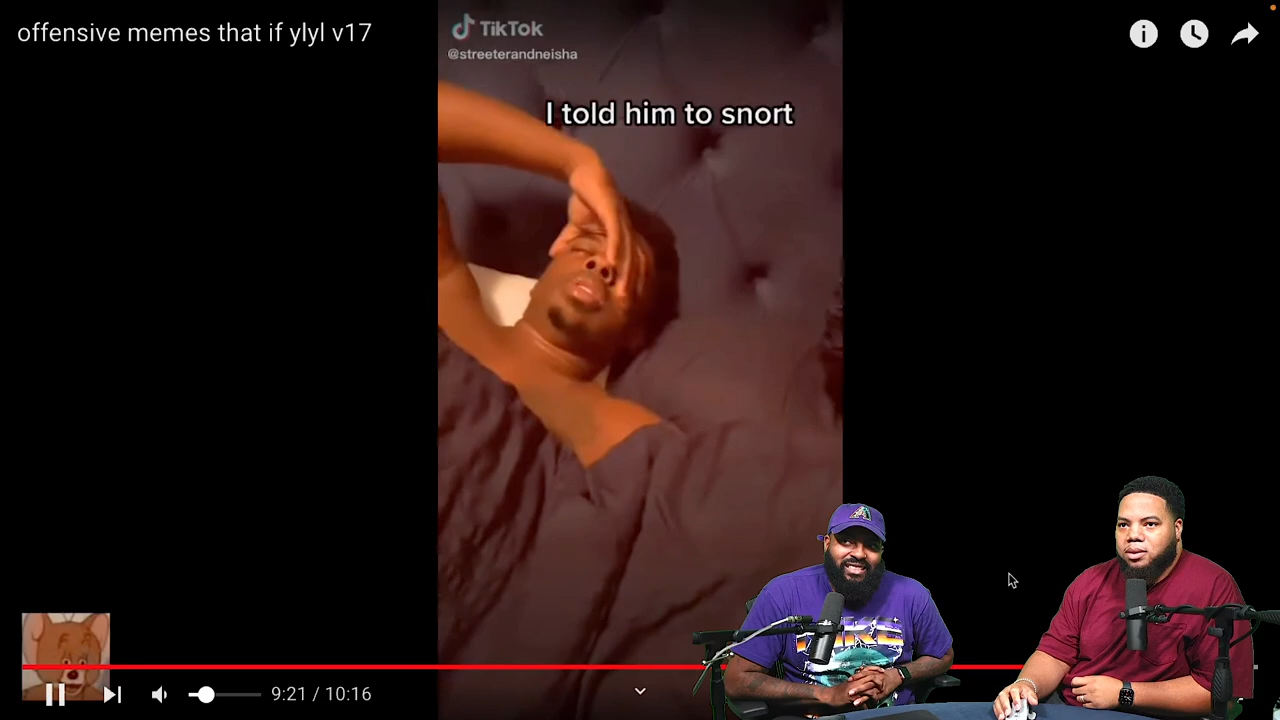 offensive memes that if ylyl v17
TikTok
@streeterandneisha
I told him to snort
9:21 / 10:16